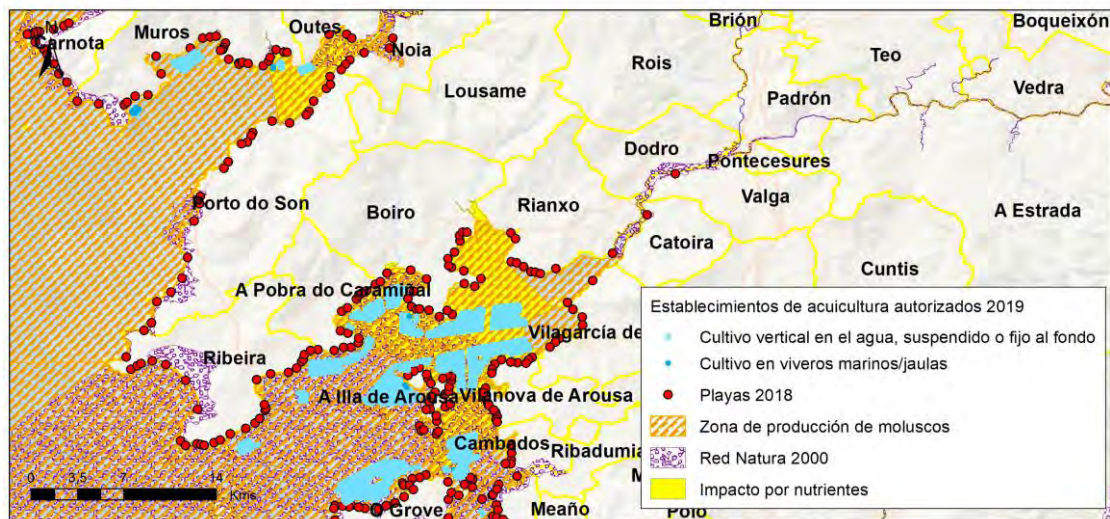 N
Carnota
Muros
Outes
Noia
Brión
Boqueixón
Rois
Teo
Lousame
Padrón
Vedra
Dodro
Pontecesures
Porto do Son
Boiro
Rianxo
Valga
A Estrada
Catoira
Cuntis
A Pobra do Caramiñal
Vilagarcía de
Ribeira
A Illa de Arousa
Vilanova de Arousa
Cambados
Ribadumia
O Grove
Meaño
Polo
0 3,5 7 14
Kms
Establecimientos de acuicultura autorizados 2019
Cultivo vertical en el agua, suspendido o fijo al fondo
Cultivo en viveros marinos/jaulas
Playas 2018
Zona de producción de moluscos
Red Natura 2000
Impacto por nutrientes